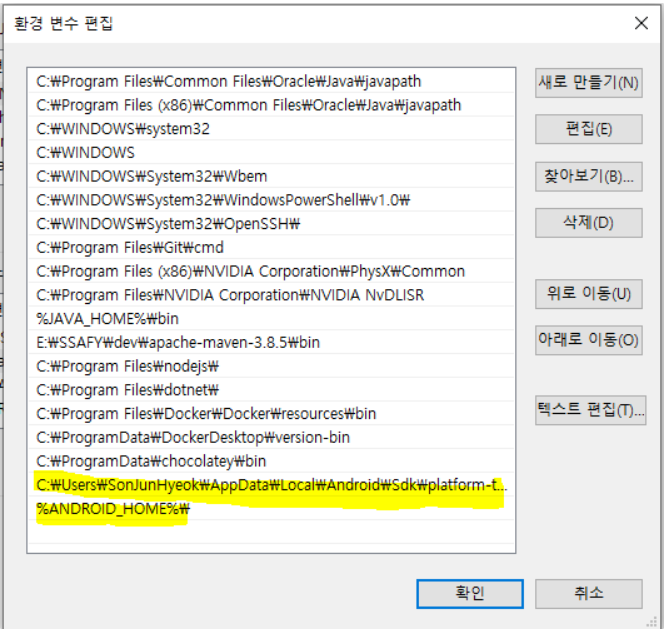 환경 변수 편집
C:₩Program Files₩Common Files₩Oracle₩Java₩javapath
C:₩Program Files (x86)₩Common Files₩Oracle₩Java₩javapath
C:₩WINDOWS₩system32
C:₩WINDOWS
C:₩WINDOWS₩System32₩Wbem
C:₩WINDOWS₩System32₩WindowsPowerShell₩v1.0₩
C:₩WINDOWS₩System32₩OpenSSH₩
C:₩Program Files₩Git₩cmd
C:₩Program Files (x86)₩NVIDIA Corporation₩PhysX₩Common
C:₩Program Files₩NVIDIA Corporation₩NVIDIA NvDLISR
%JAVA_HOME%₩bin
E:₩SSAFY₩dev₩apache-maven-3.8.5₩bin
C:₩Program Files₩nodejs₩
C:₩Program Files₩dotnet₩
C:₩Program Files₩Docker₩Docker₩resources₩bin
C:₩ProgramData₩DockerDesktop₩version-bin
C:₩ProgramData₩chocolatey₩bin
C:₩Users₩SonJunHyeok₩AppData₩Local₩Android₩Sdk₩platform-t...
%ANDROID_HOME%₩
새로 만들기(N)
편집(E)
찾아보기(B)...
삭제(D)
위로 이동(U)
아래로 이동(O)
텍스트 편집(T)...
확인
취소